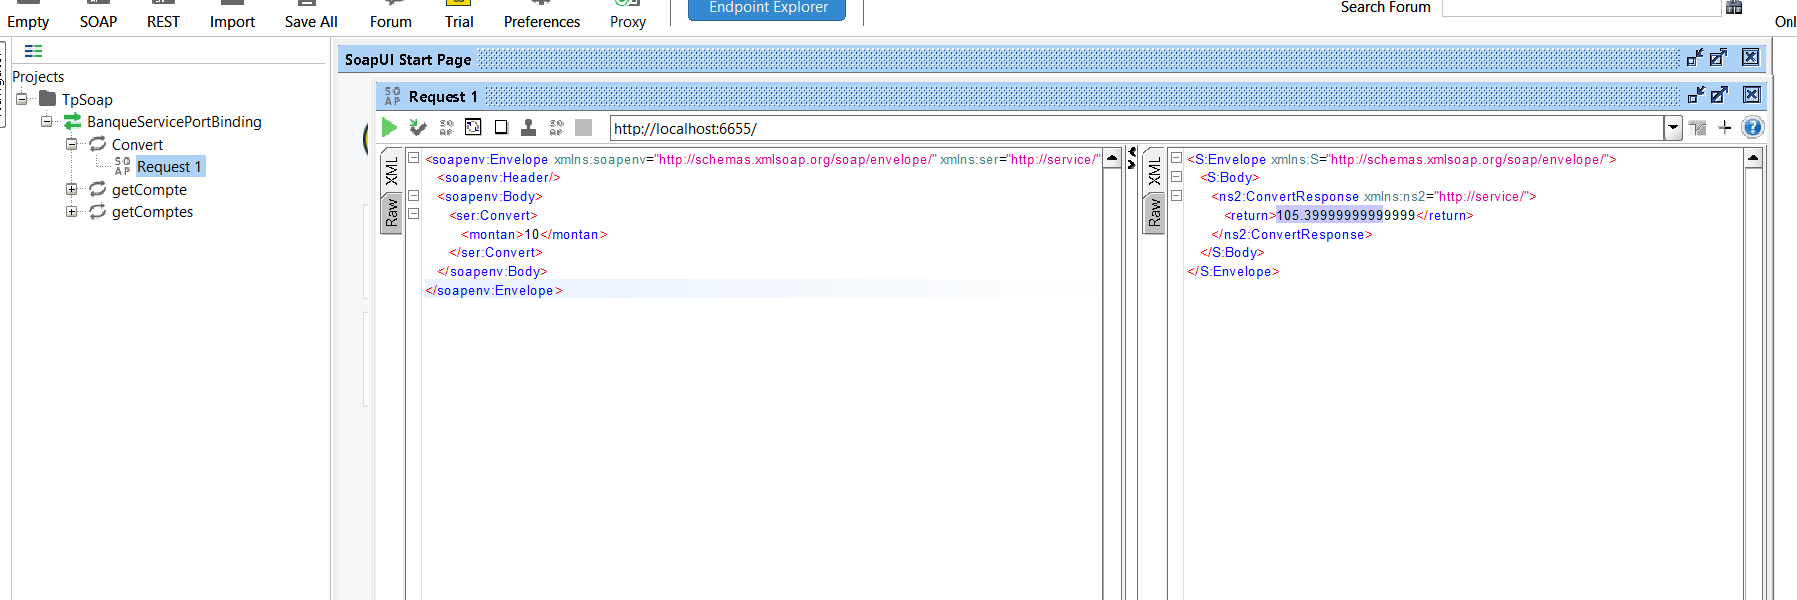 Empty SOAP REST Import Save All Forum Trial Preferences Proxy Endpoint Explorer Search Forum Onl
SoapUI Start Page
Projects
TpSoap
BanqueServicePortBinding
Convert
Request 1
getCompte
getComptes
Request 1
http://localhost:6655/
XML
Raw
<soapenv:Envelope xmlns:soapenv="http://schemas.xmlsoap.org/soap/envelope/" xmlns:ser="http://service/"
<soapenv:Header/>
<soapenv:Body>
<ser:Convert>
<montan>10</montan>
</ser:Convert>
</soapenv:Body>
</soapenv:Envelope>
XML
Raw
<S:Envelope xmlns:S="http://schemas.xmlsoap.org/soap/envelope/">
<S:Body>
<ns2:ConvertResponse xmlns:ns2="http://service/">
<return>105.39999999999999</return>
</ns2:ConvertResponse>
</S:Body>
</S:Envelope>